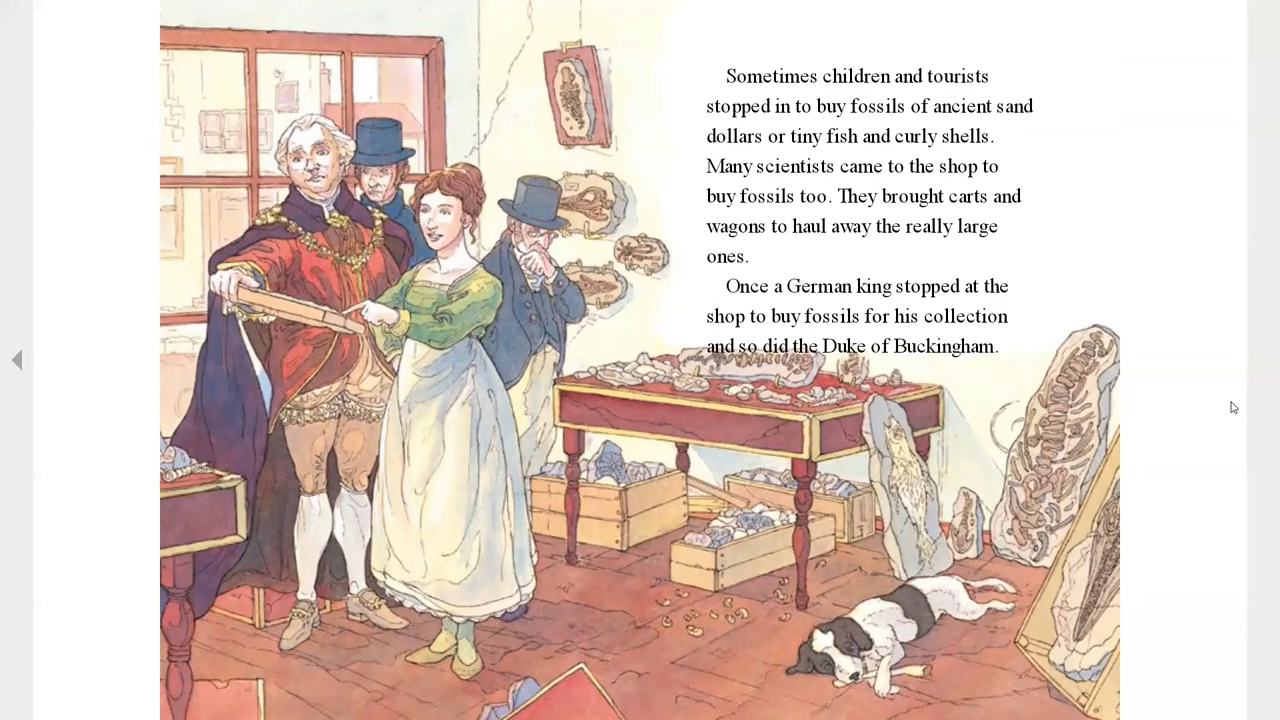 Sometimes children and tourists
stopped in to buy fossils of ancient sand
dollars or tiny fish and curly shells.
Many scientists came to the shop to
buy fossils too. They brought carts and
wagons to haul away the really large
ones.
Once a German king stopped at the
shop to buy fossils for his collection
and so did the Duke of Buckingham.